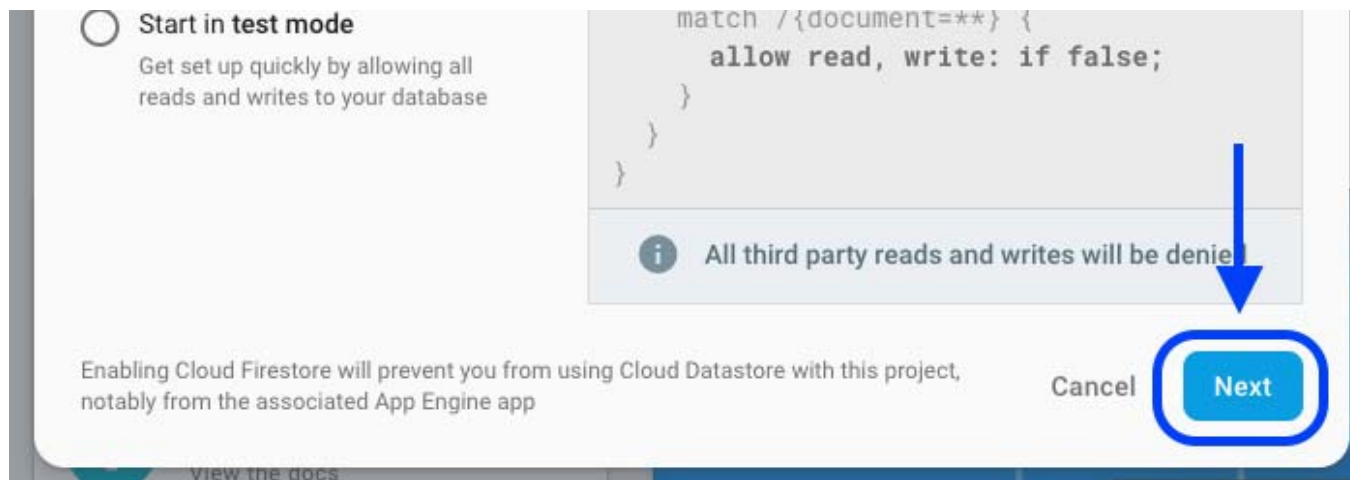 Start in test mode
Get set up quickly by allowing all
reads and writes to your database
match /{document=**} {
allow read, write: if false;
}
}
}
All third party reads and writes will be denied
Enabling Cloud Firestore will prevent you from using Cloud Datastore with this project,
notably from the associated App Engine app
Cancel
Next
View the docs